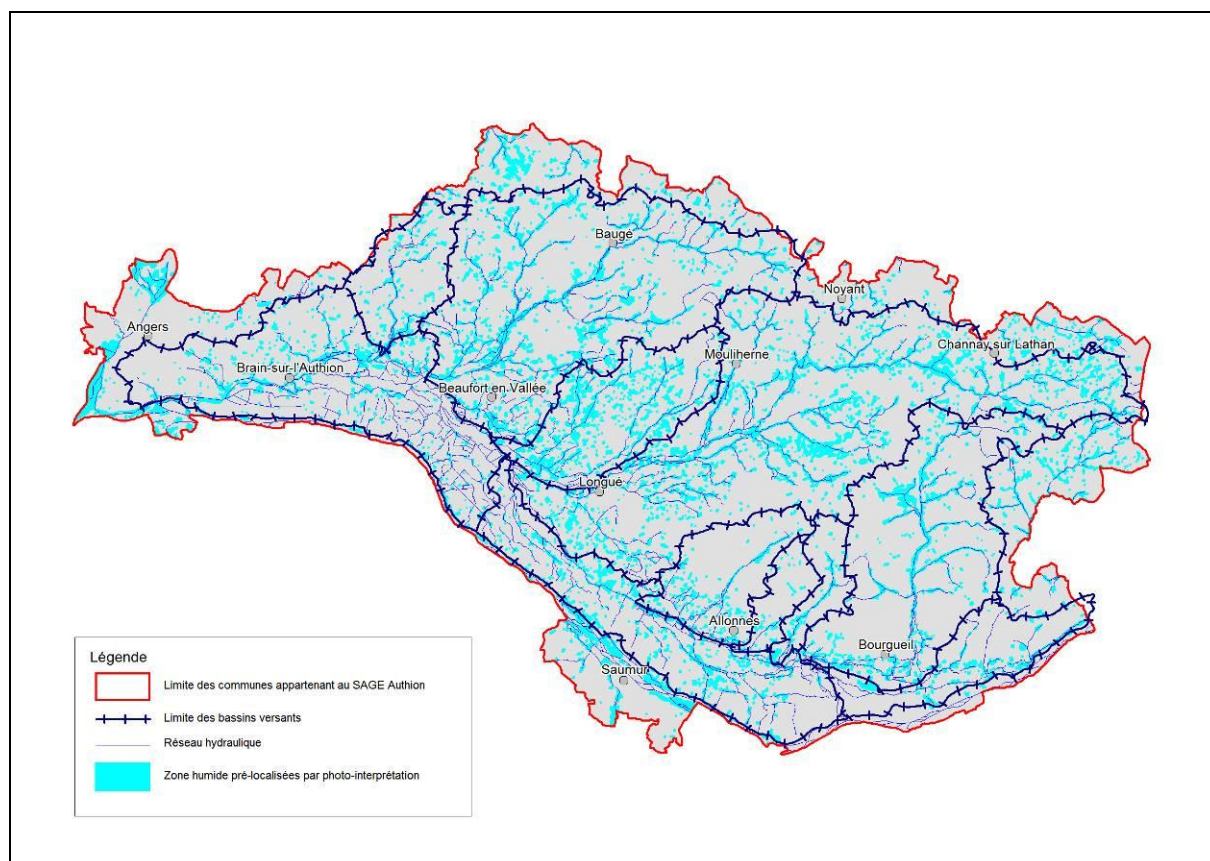 Baugé
Noyant
Angers
Channay sur Lathan
Mouliherne
Brain-sur-l'Authion
Beaufort en Vallée
Longué
Allonnes
Bourgueil
Saumur
Légende
Limite des communes appartenant au SAGE Authion
Limite des bassins versants
Réseau hydraulique
Zone humide pré-localisées par photo-interprétation